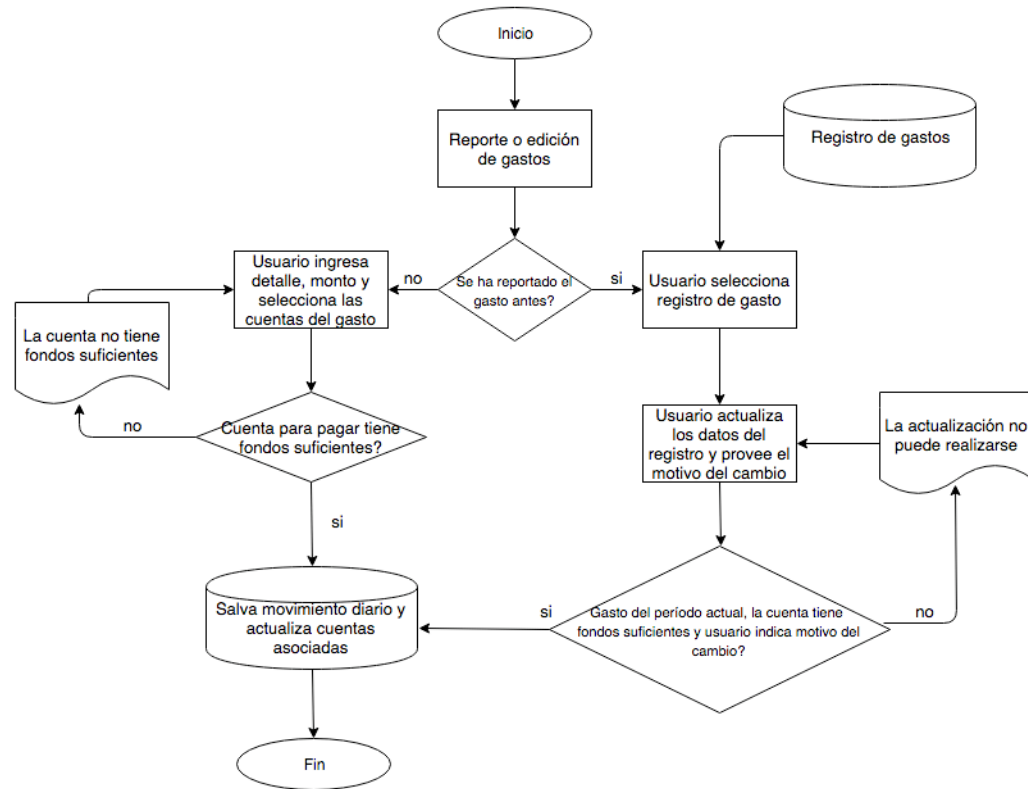 Inicio
Reporte o edición
de gastos
Registro de gastos
Se ha reportado el
gasto antes?
no
si
Usuario ingresa
detalle, monto y
selecciona las
cuentas del gasto
Usuario selecciona
registro de gasto
La cuenta no tiene
fondos suficientes
Cuenta para pagar tiene
fondos suficientes?
no
si
Usuario actualiza
los datos del
registro y provee el
motivo del cambio
La actualización no
puede realizarse
Gasto del período actual, la cuenta tiene
fondos suficientes y usuario indica motivo del
cambio?
si
no
Salva movimiento diario y
actualiza cuentas
asociadas
Fin